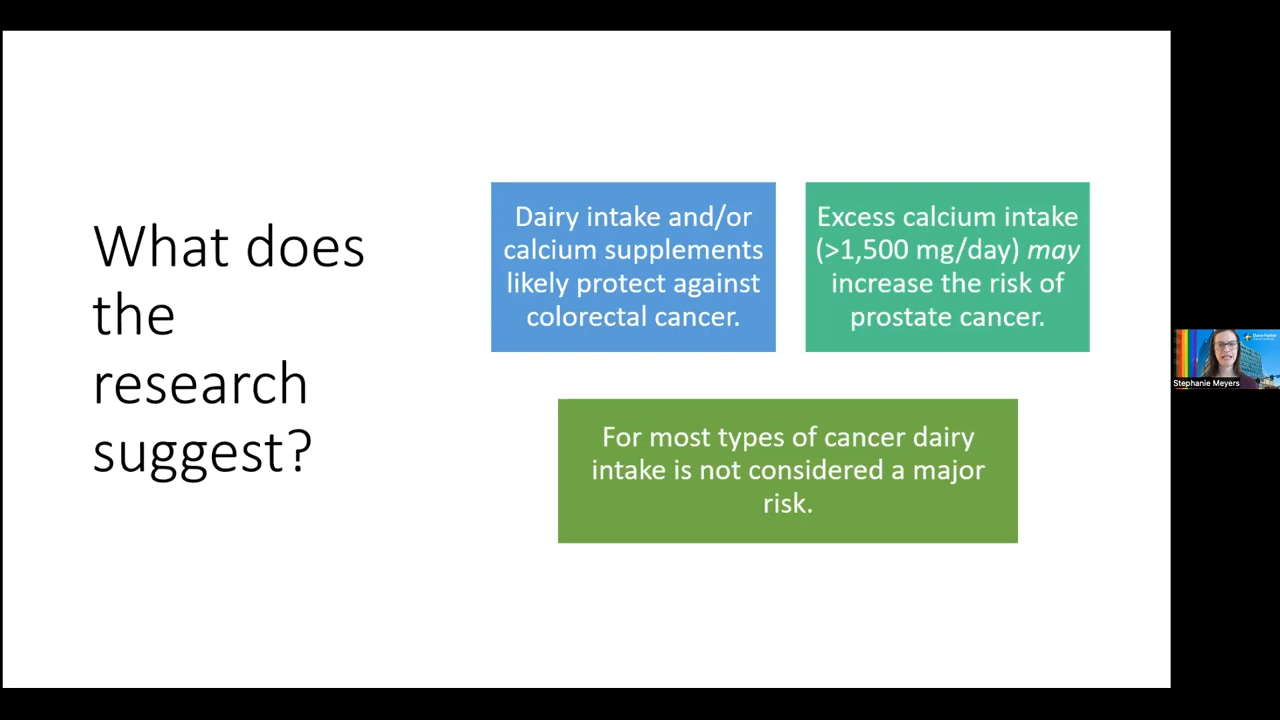 What does
the
research
suggest?
Dairy intake and/or
calcium supplements
likely protect against
colorectal cancer.
Excess calcium intake
(>1,500 mg/day) may
increase the risk of
prostate cancer.
For most types of cancer dairy
intake is not considered a major
risk.
Stephanie Meyers